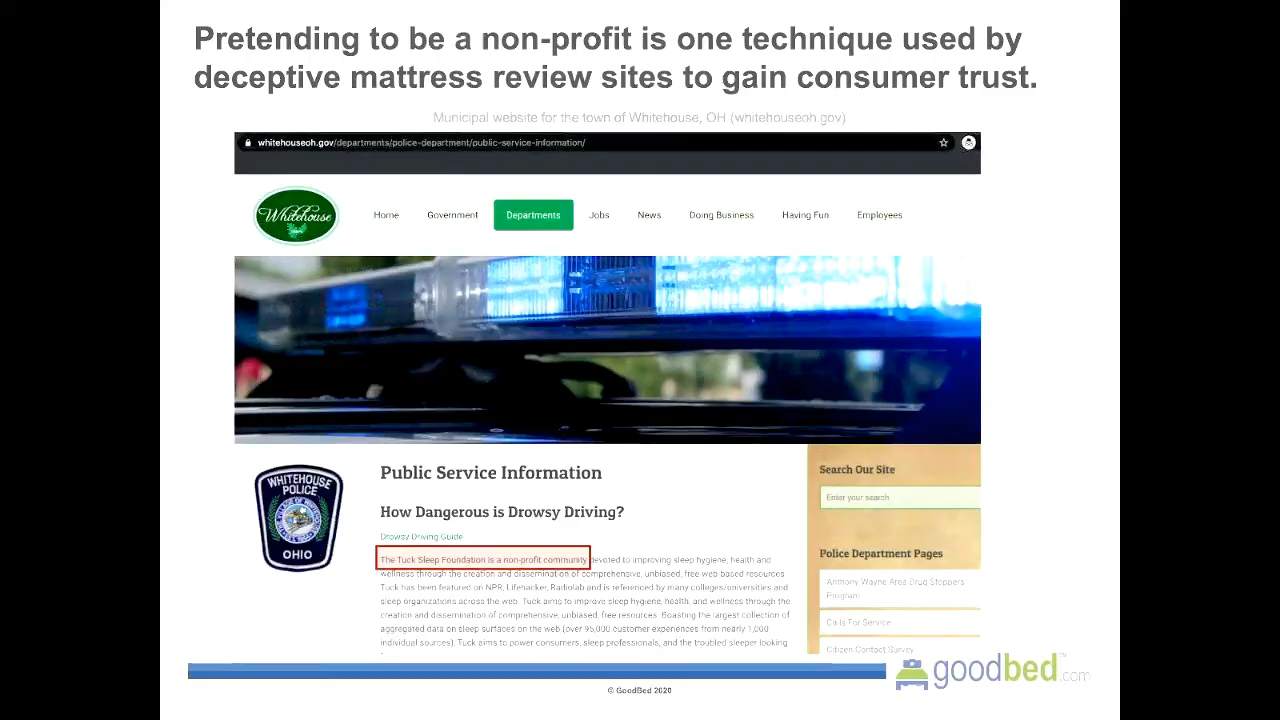 Pretending to be a non-profit is one technique used by
deceptive mattress review sites to gain consumer trust.
Municipal website for the town of Whitehouse, OH (whitehouseoh.gov)
whitehouseoh.gov/departments/police-department/public-service-information/
Whitehouse
Home Government Departments Jobs News Doing Business Having Fun Employees
WHITEHOUSE
POLICE
OHIO
Public Service Information
How Dangerous is Drowsy Driving?
Drowsy Driving Guide
The Tuck Sleep Foundation is a non-profit community devoted to improving sleep hygiene, health and
wellness through the creation and dissemination of comprehensive, unbiased, free web based resources
Tuck has been featured on NPR, Lifehacker, Radiolab and is referenced by many colleges/universities and
sleep organizations across the web. Tuck aims to improve sleep hygiene, health, and wellness through the
creation and dissemination of comprehensive, unbiased, free resources. Boasting the largest collection of
aggregated data on sleep surfaces on the web (over 95,000 customer experiences from nearly 1,000
individual sources). Tuck aims to power consumers, sleep professionals, and the troubled sleeper looking
Search Our Site
Enter your search
Police Department Pages
Anthony Wayne Area Drug Stoppers
Program
Calls For Service
Citizen Contact Survey
goodbed.com™
© GoodBed 2020